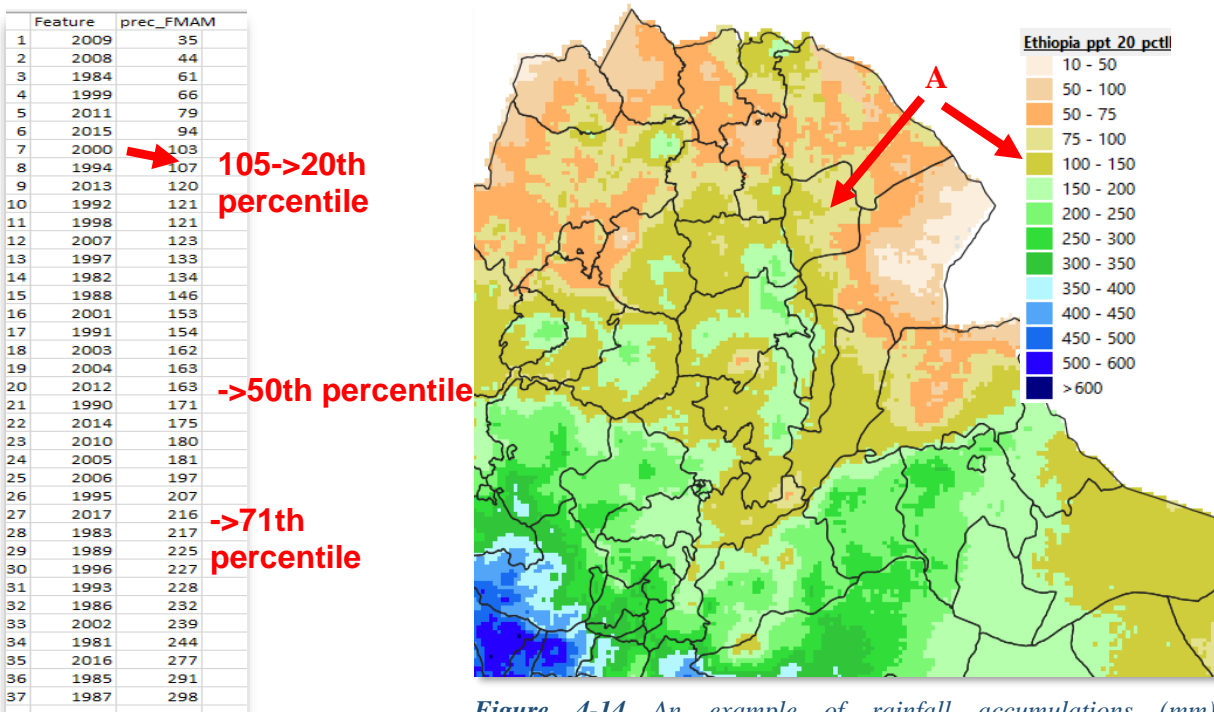 Feature prec_FMAM
1 2009 35
2 2008 44
3 1984 61
4 1999 66
5 2011 79
6 2015 94
7 2000 103
8 1994 107
9 2013 120
10 1992 121
11 1998 121
12 2007 123
13 1997 133
14 1982 134
15 1988 146
16 2001 153
17 1991 154
18 2003 162
19 2004 163
20 2012 163
21 1990 171
22 2014 175
23 2010 180
24 2005 181
25 2006 197
26 1995 207
27 2017 216
28 1983 217
29 1989 225
30 1996 227
31 1993 228
32 1986 232
33 2002 239
34 1981 244
35 2016 277
36 1985 291
37 1987 298
105->20th
percentile
->50th percentile
->71th
percentile
A
Ethiopia_ppt_20_pctll
10 - 50
50 - 100
50 - 75
75 - 100
100 - 150
150 - 200
200 - 250
250 - 300
300 - 350
350 - 400
400 - 450
450 - 500
500 - 600
>600
Figure 4-14 An example of rainfall accumulations (mm)